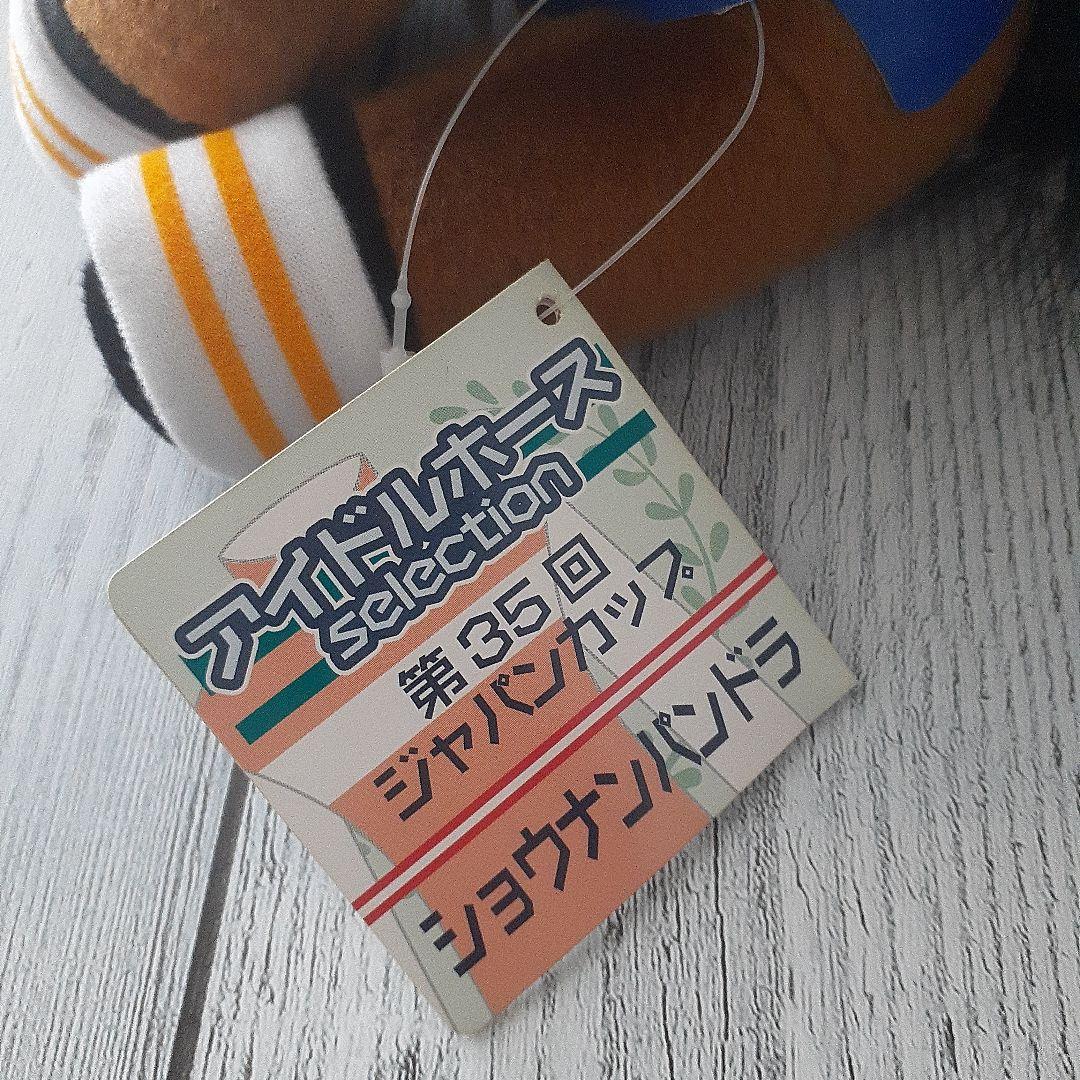 アイドルホース
selection
第35回
ジャパンカップ
ショウナンパンドラ